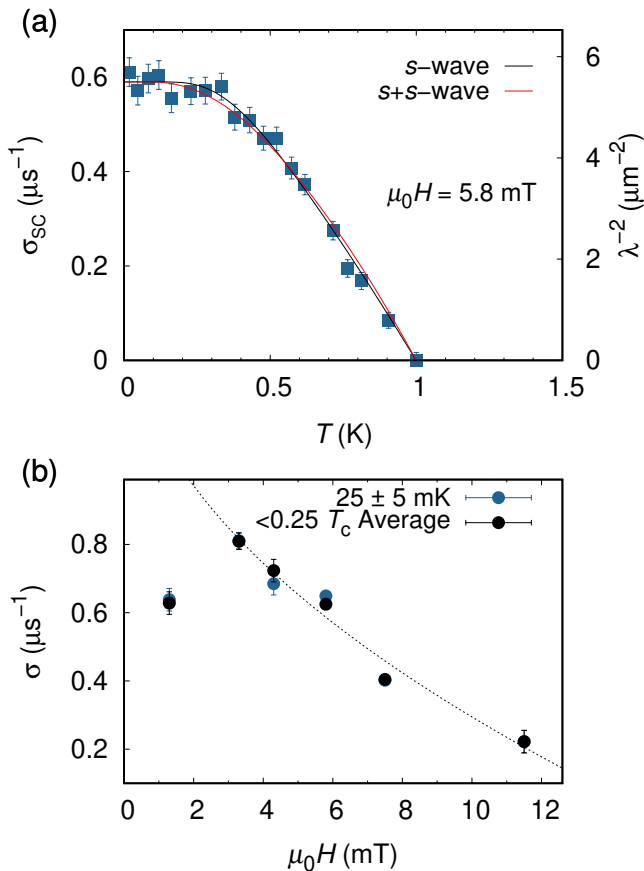 (a)
s−wave
s+s−wave
μ₀H = 5.8 mT
σSC (μs⁻¹)
0
0.2
0.4
0.6
λ⁻² (μm⁻²)
0
2
4
6
0
0.5
1
1.5
T (K)
(b)
25 ± 5 mK
<0.25 Tc Average
σ (μs⁻¹)
0.2
0.4
0.6
0.8
0
2
4
6
8
10
12
μ₀H (mT)